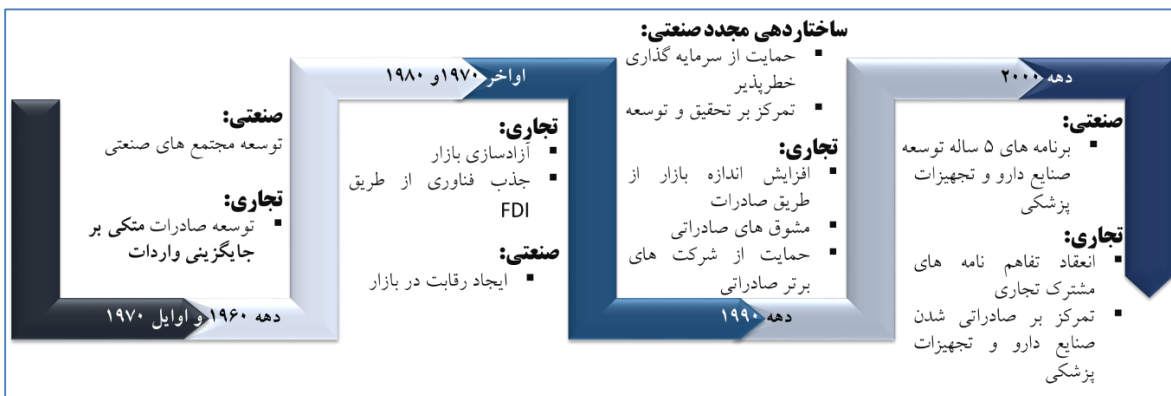 دهه ۱۹۶۰ و اوایل ۱۹۷۰
صنعتی:
توسعه مجتمع های صنعتی
تجاری:
▪ توسعه صادرات متکی بر
جایگزینی واردات
اواخر ۱۹۷۰و ۱۹۸۰
تجاری:
▪ آزادسازی بازار
▪ جذب فناوری از طریق
FDI
صنعتی:
▪ ایجاد رقابت در بازار
دهه ۱۹۹۰
ساختاردهی مجدد صنعتی:
▪ حمایت از سرمایه گذاری
خطرپذیر
▪ تمرکز بر تحقیق و توسعه
تجاری:
▪ افزایش اندازه بازار از
طریق صادرات
▪ مشوق های صادراتی
▪ حمایت از شرکت های
برتر صادراتی
دهه ۲۰۰۰
صنعتی:
▪ برنامه های ۵ ساله توسعه
صنایع دارو و تجهیزات
پزشکی
تجاری:
▪ انعقاد تفاهم نامه های
مشترک تجاری
▪ تمرکز بر صادراتی شدن
صنایع دارو و تجهیزات
پزشکی